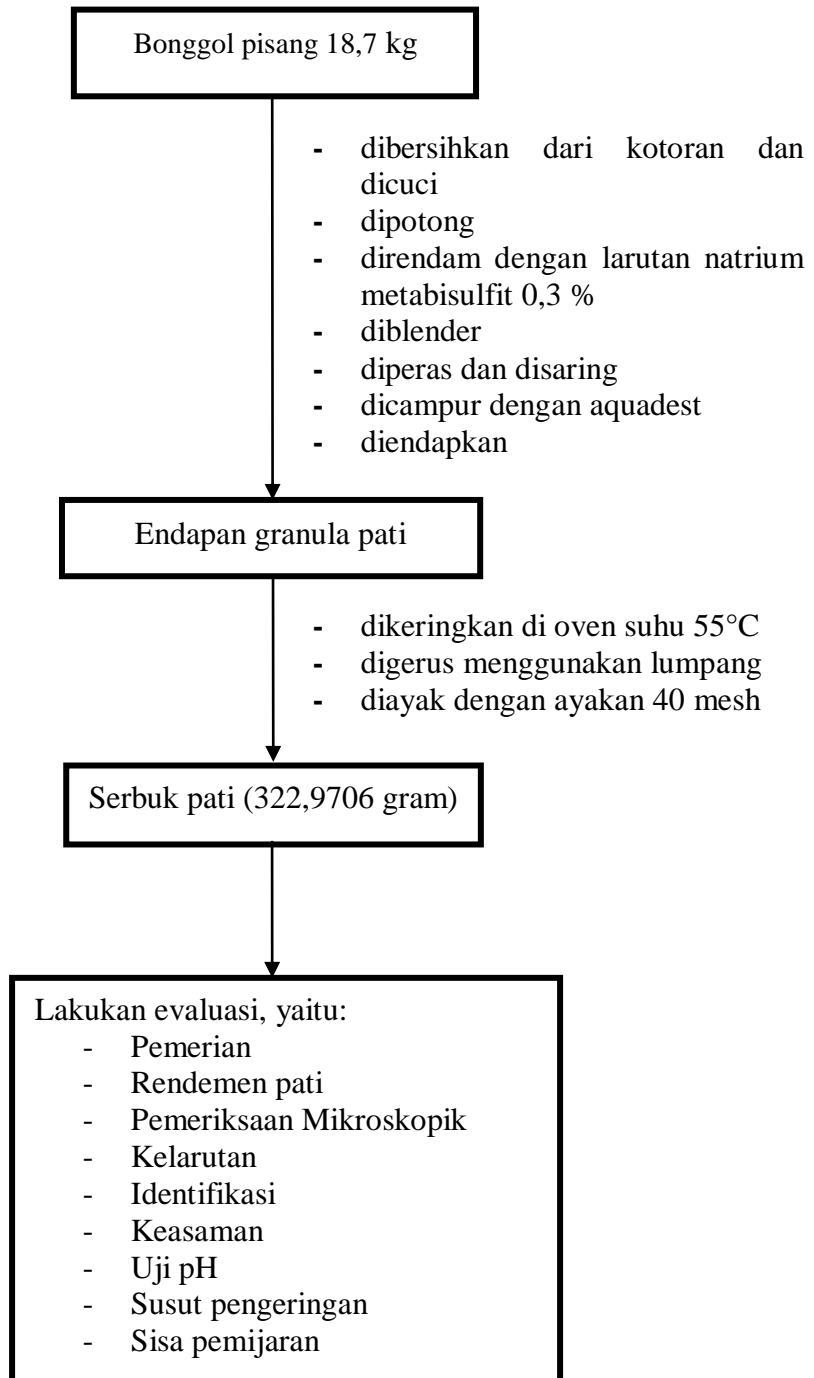 Bonggol pisang 18,7 kg
- dibersihkan dari kotoran dan
dicuci
- dipotong
- direndam dengan larutan natrium
metabisulfit 0,3 %
- diblender
- diperas dan disaring
- dicampur dengan aquadest
- diendapkan
Endapan granula pati
- dikeringkan di oven suhu 55°C
- digerus menggunakan lumpang
- diayak dengan ayakan 40 mesh
Serbuk pati (322,9706 gram)
Lakukan evaluasi, yaitu:
- Pemerian
- Rendemen pati
- Pemeriksaan Mikroskopik
- Kelarutan
- Identifikasi
- Keasaman
- Uji pH
- Susut pengeringan
- Sisa pemijaran